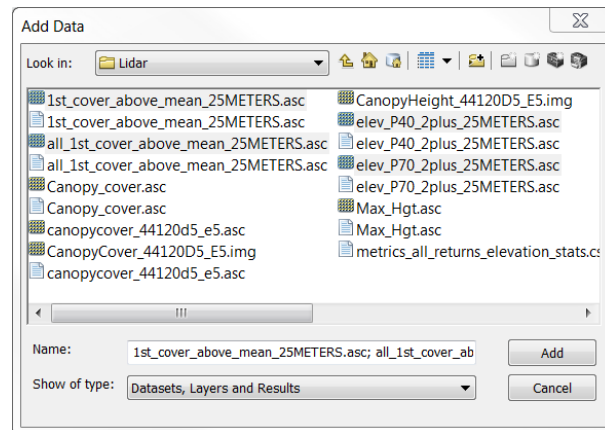 Add Data
Look in:
Lidar
1st_cover_above_mean_25METERS.asc
1st_cover_above_mean_25METERS.asc
all_1st_cover_above_mean_25METERS.asc
all_1st_cover_above_mean_25METERS.asc
Canopy_cover.asc
Canopy_cover.asc
canopycover_44120d5_e5.asc
CanopyCover_44120D5_E5.img
canopycover_44120d5_e5.asc
CanopyHeight_44120D5_E5.img
elev_P40_2plus_25METERS.asc
elev_P40_2plus_25METERS.asc
elev_P70_2plus_25METERS.asc
elev_P70_2plus_25METERS.asc
Max_Hgt.asc
Max_Hgt.asc
metrics_all_returns_elevation_stats.cs
Name:
1st_cover_above_mean_25METERS.asc; all_1st_cover_ab
Add
Show of type:
Datasets, Layers and Results
Cancel